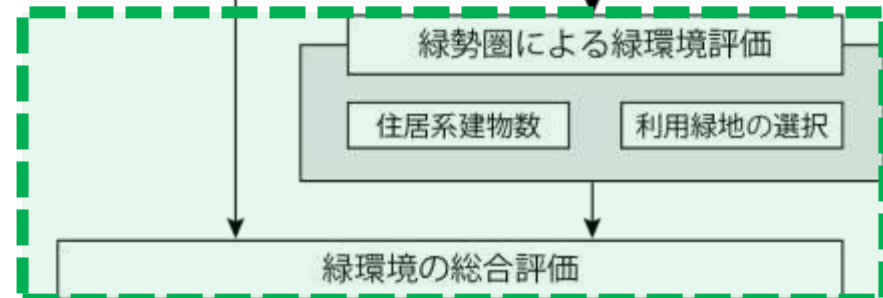 緑勢圏による緑環境評価
住居系建物数
利用緑地の選択
緑環境の総合評価